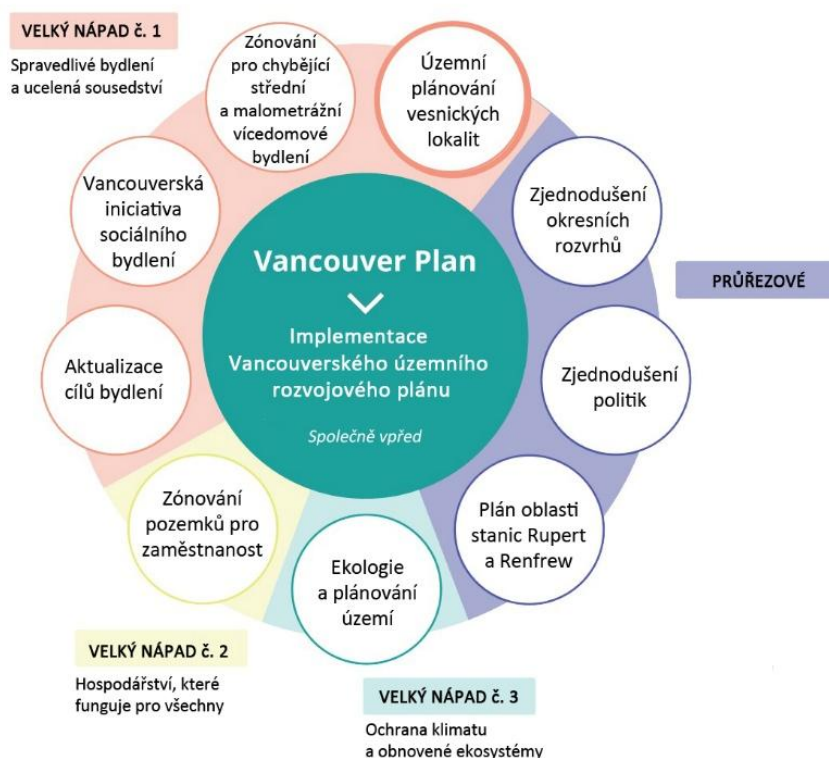 VELKÝ NÁPAD č. 1
Spravedlivé bydlení
a ucelená sousedství
Zónování
pro chybějící
střední
a malometrážní
vícedomové
bydlení
Územní
plánování
vesnických
lokalit
Vancouverská
iniciativa
sociálního
bydlení
Zjednodušení
okresních
rozvrhů
Vancouver Plan
Implementace
Vancouverského územního
rozvojového plánu
Společně vpřed
PRŮŘEZOVÉ
Aktualizace
cílů bydlení
Zjednodušení
politik
Zónování
pozemků pro
zaměstnanost
Ekologie
a plánování
území
Plán oblasti
stanic Rupert
a Renfrew
VELKÝ NÁPAD č. 2
Hospodářství, které
funguje pro všechny
VELKÝ NÁPAD č. 3
Ochrana klimatu
a obnovené ekosystémy